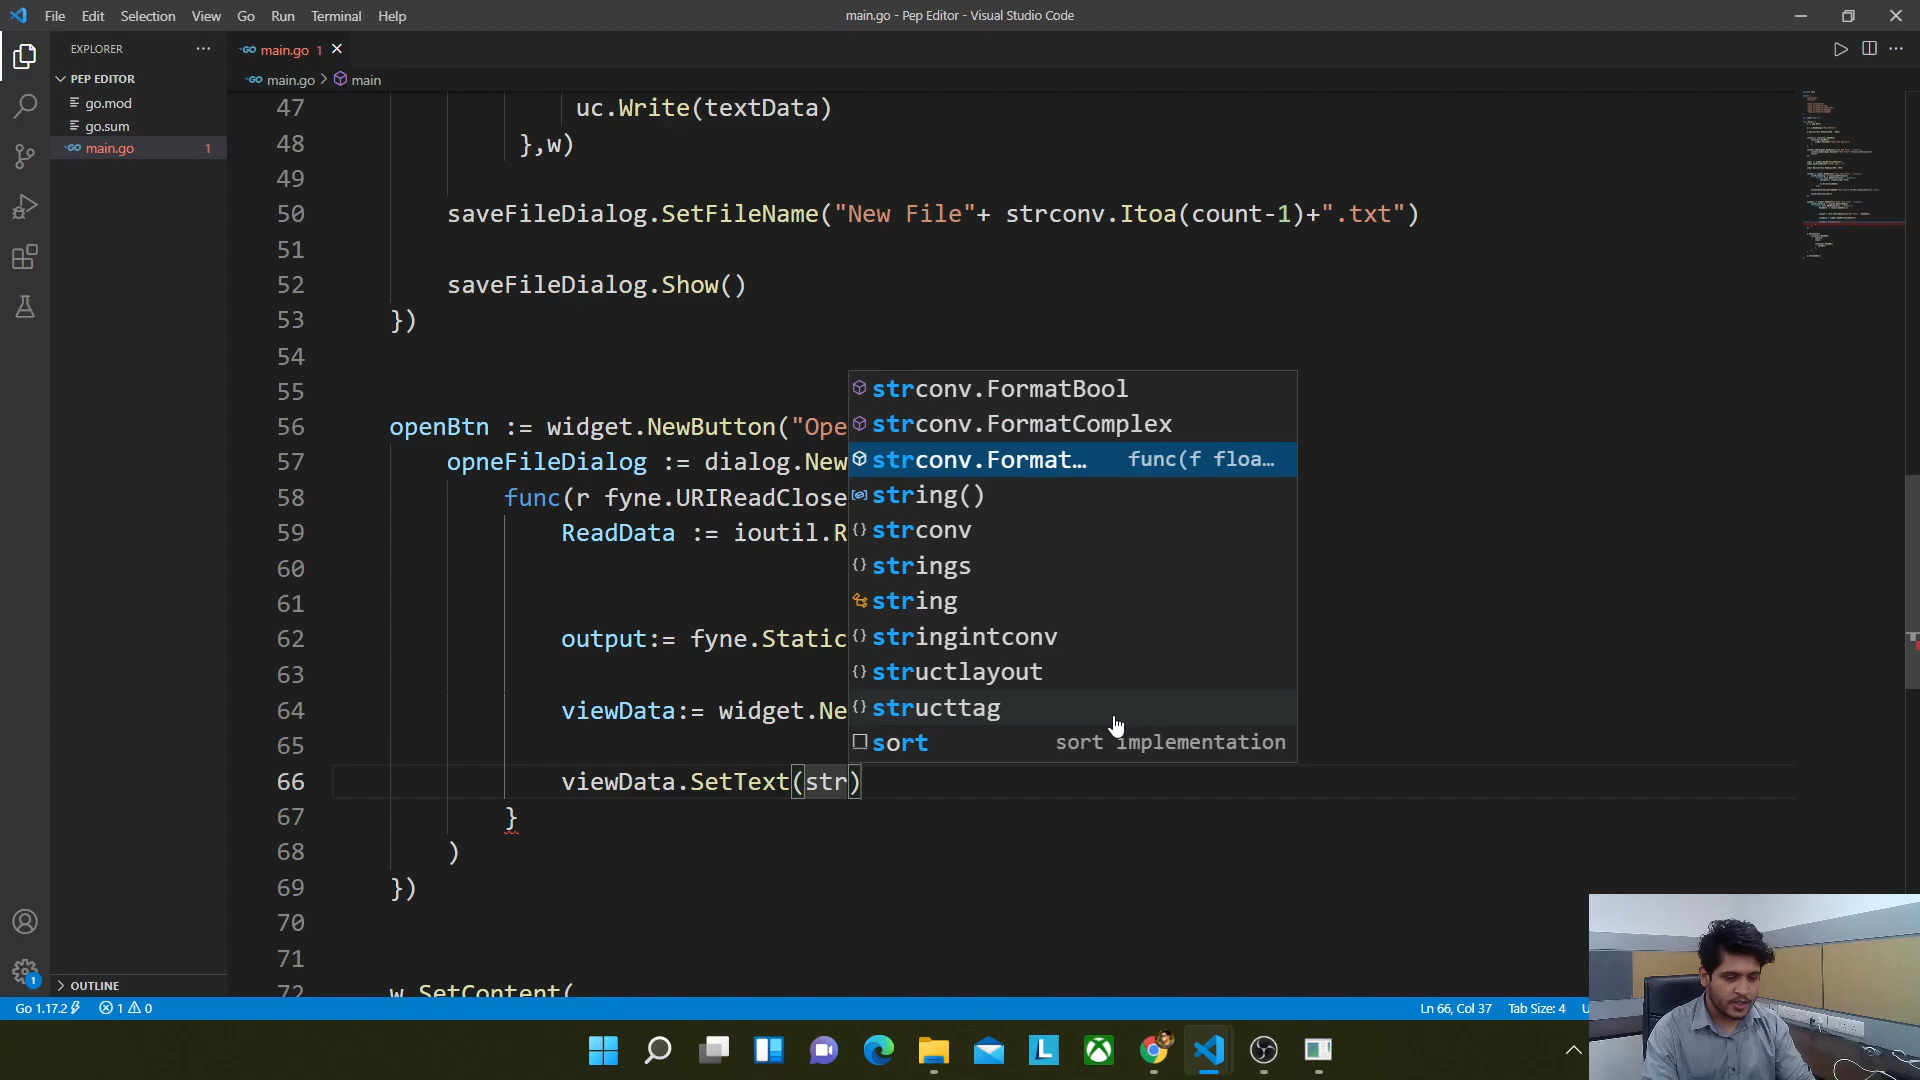 File Edit Selection View Go Run Terminal Help
main.go - Pep Editor - Visual Studio Code
EXPLORER
main.go 1
PEP EDITOR
go.mod
go.sum
main.go 1
main.go > main
47 uc.Write(textData)
48 },w)
49
50 saveFileDialog.SetFileName("New File"+ strconv.Itoa(count-1)+".txt")
51
52 saveFileDialog.Show()
53 })
54
55
56 openBtn := widget.NewButton("Ope
57 opneFileDialog := dialog.New
58 func(r fyne.URIReadClose
59 ReadData := ioutil.R
60
61
62 output:= fyne.Static
63
64 viewData:= widget.Ne
65
66 viewData.SetText(str)
67 }
68 )
69 })
70
71
72 w.SetContent(
strconv.FormatBool
strconv.FormatComplex
strconv.Format… func(f floa…
string()
strconv
strings
string
stringintconv
structlayout
structtag
sort sort implementation
OUTLINE
1
Go 1.17.2 1 0
Ln 66, Col 37 Tab Size: 4